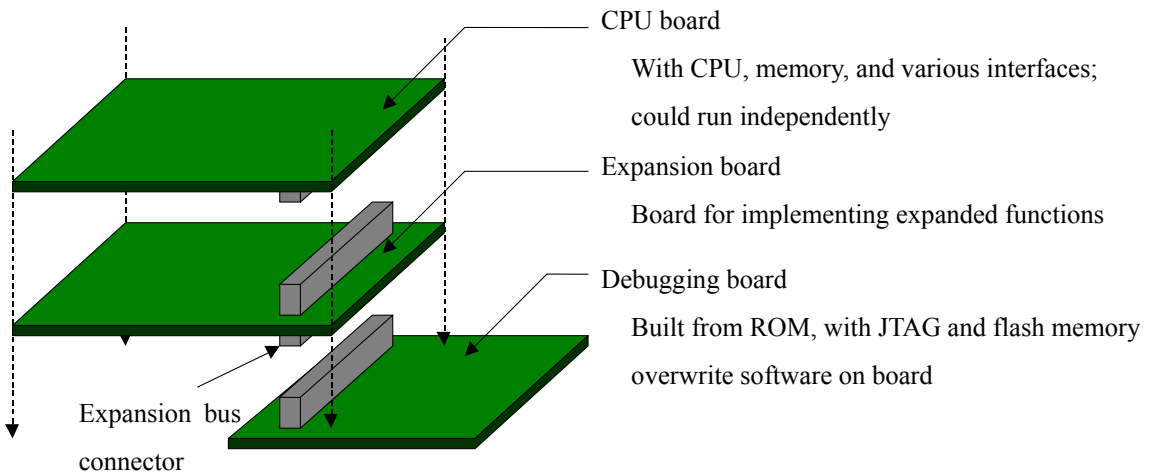 CPU board
With CPU, memory, and various interfaces;
could run independently
Expansion board
Board for implementing expanded functions
Debugging board
Built from ROM, with JTAG and flash memory
overwrite software on board
Expansion bus
connector